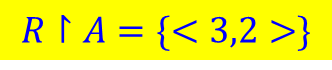 R ↾ A = {< 3,2 >}